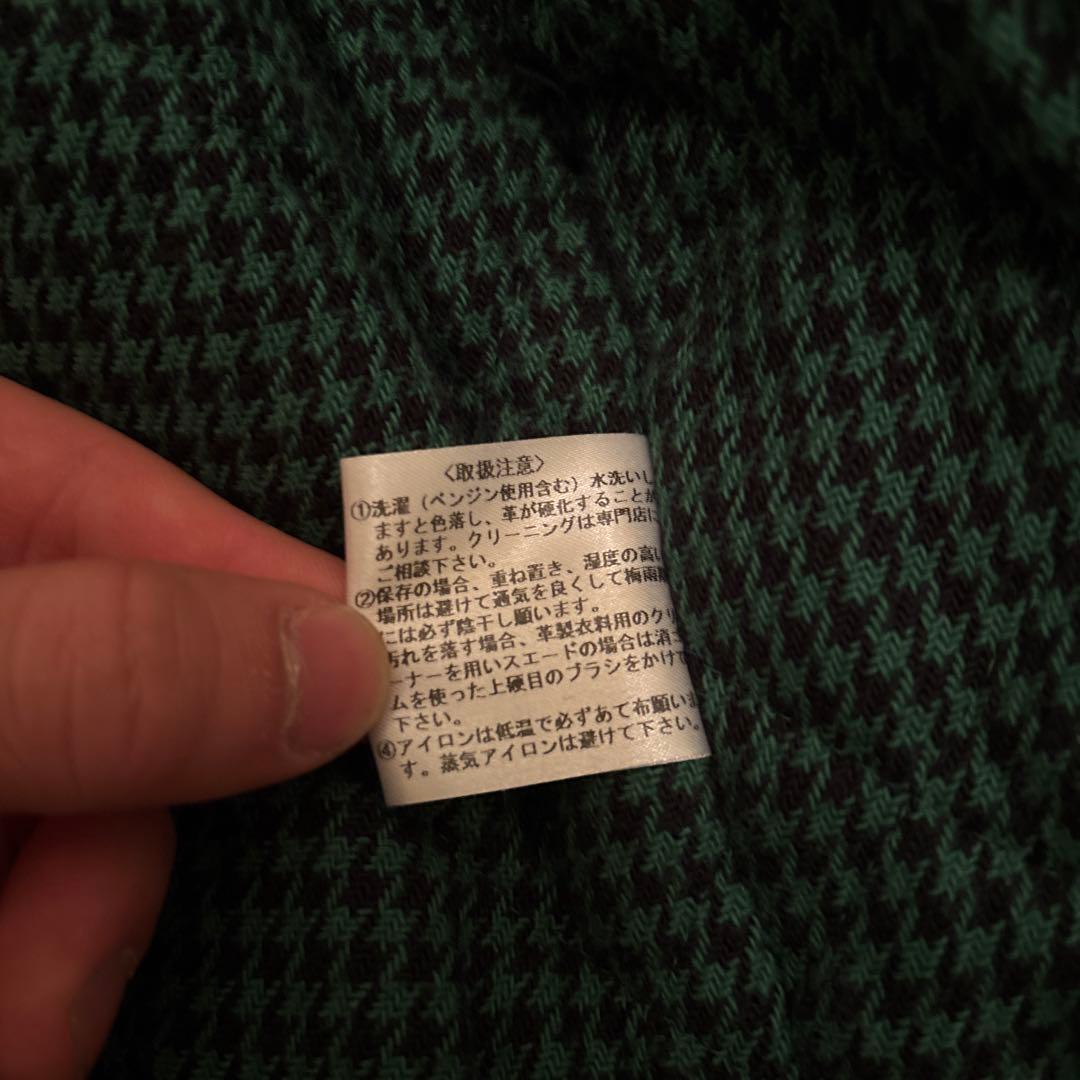 〈取扱注意〉
①洗濯（ベンジン使用含む）水洗いし
ますと色落し、革が硬化することが
あります。クリーニングは専門店に
ご相談下さい。
②保存の場合、重ね置き、湿度の高い
場所は避けて通気を良くして梅雨期
には必ず陰干し願います。
汚れを落す場合、革製衣料用のクリ
ーナーを用いスエードの場合は消ゴ
ムを使った上硬目のブラシをかけて
下さい。
④アイロンは低温で必ずあて布願いま
す。蒸気アイロンは避けて下さい。